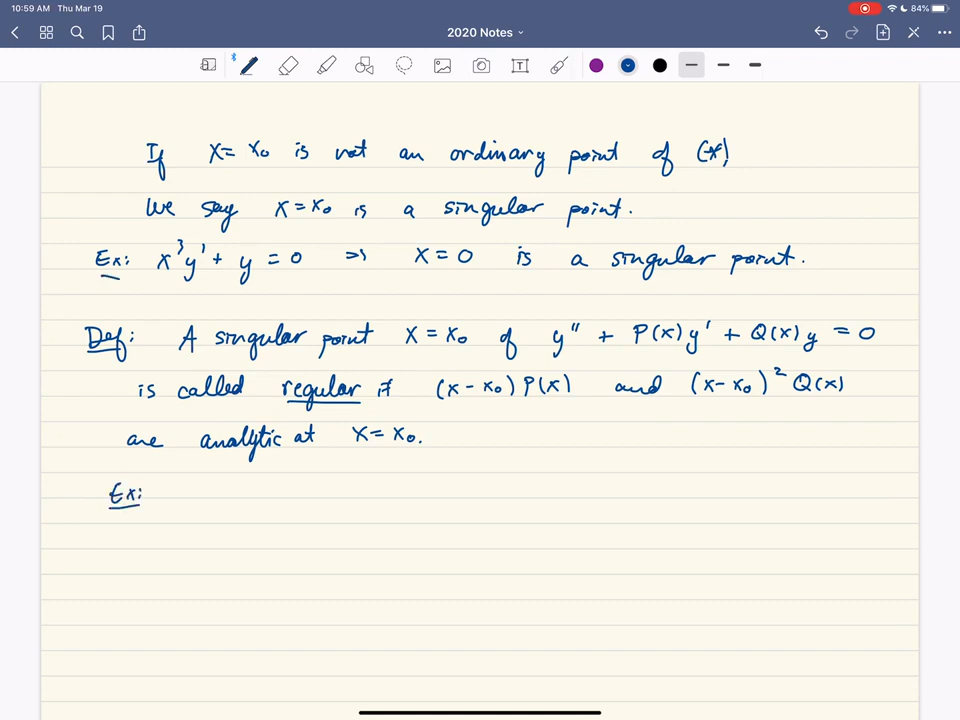 10:59 AM Thu Mar 19
84%
2020 Notes
T
If x = x₀ is not an ordinary point of (*)
We say x = x₀ is a singular point.
Ex: x³y' + y = 0 ⇒ x = 0 is a singular point.
Def: A singular point x = x₀ of y'' + P(x)y' + Q(x)y = 0
is called regular if (x - x₀)P(x) and (x - x₀)² Q(x)
are analytic at x = x₀.
Ex: